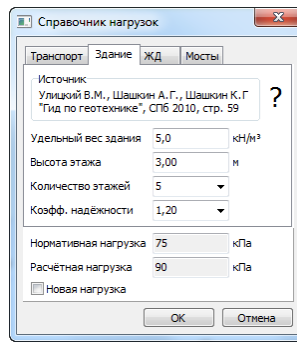 Справочник нагрузок
Транспорт Здание ЖД Мосты
Источник
Улицкий В.М., Шашкин А.Г., Шашкин К.Г
"Гид по геотехнике", СПб 2010, стр. 59
?
Удельный вес здания 5,0 кН/м³
Высота этажа 3,00 м
Количество этажей 5
Коэфф. надёжности 1,20
Нормативная нагрузка 75 кПа
Расчётная нагрузка 90 кПа
Новая нагрузка
OK Отмена